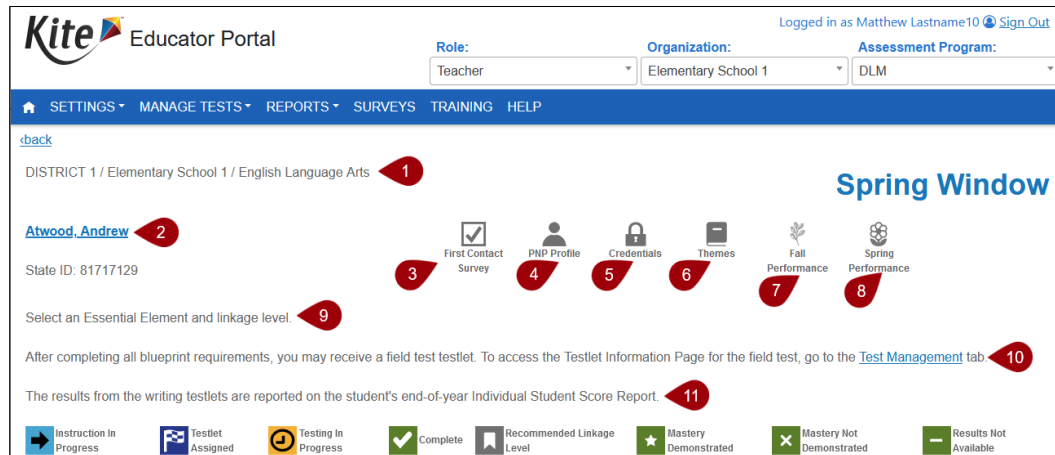 Kite Educator Portal
Logged in as Matthew Lastname10 Sign Out
Role: Organization: Assessment Program:
Teacher Elementary School 1 DLM
SETTINGS MANAGE TESTS REPORTS SURVEYS TRAINING HELP
‹back
DISTRICT 1 / Elementary School 1 / English Language Arts 1
Spring Window
Atwood, Andrew 2
First Contact Survey
PNP Profile
Credentials
Themes
Fall Performance
Spring Performance
3 4 5 6 7 8
State ID: 81717129
Select an Essential Element and linkage level. 9
After completing all blueprint requirements, you may receive a field test testlet. To access the Testlet Information Page for the field test, go to the Test Management tab. 10
The results from the writing testlets are reported on the student's end-of-year Individual Student Score Report. 11
Instruction In Progress
Testlet Assigned
Testing In Progress
Complete
Recommended Linkage Level
Mastery Demonstrated
Mastery Not Demonstrated
Results Not Available